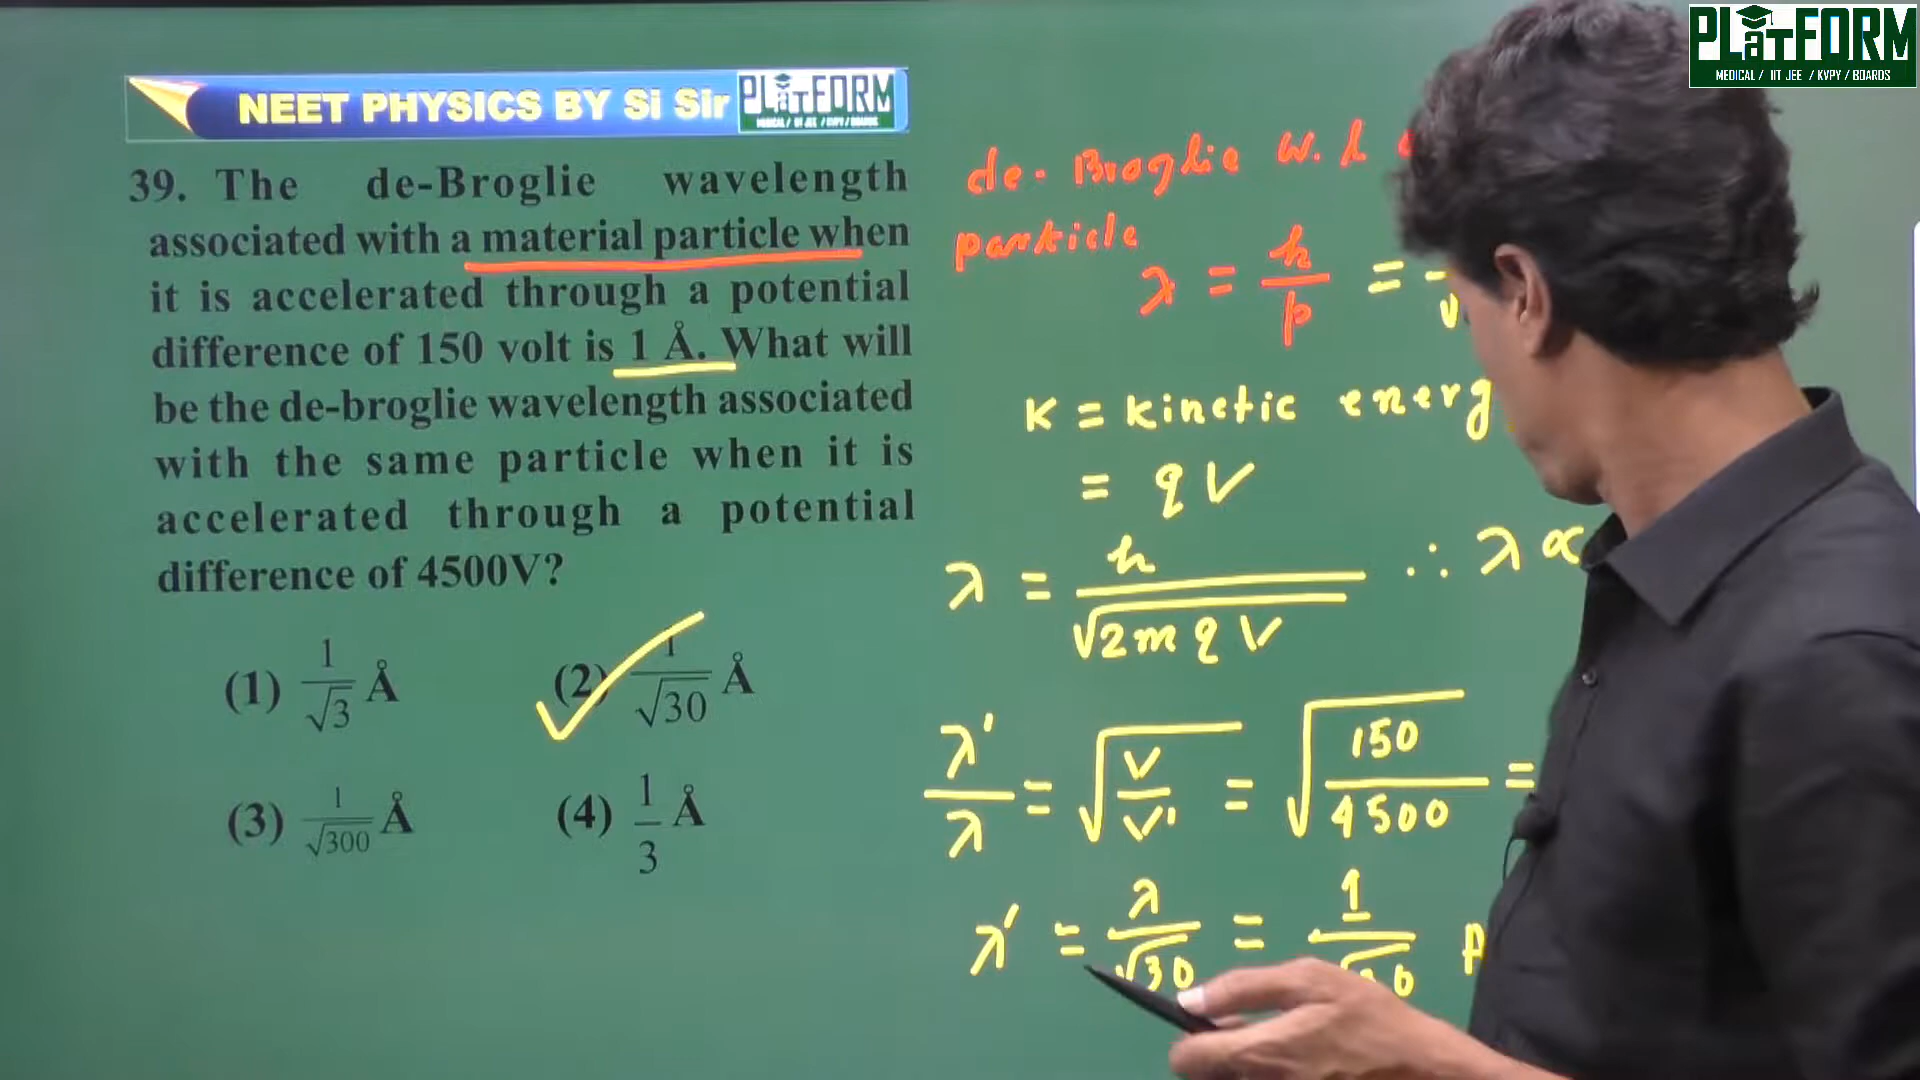 PLatFORM
MEDICAL / IIT JEE / KVPY / BOARDS
NEET PHYSICS BY Si Sir PLatFORM
MEDICAL / IIT JEE / KVPY / BOARDS
39. The de-Broglie wavelength
associated with a material particle when
it is accelerated through a potential
difference of 150 volt is 1 Å. What will
be the de-broglie wavelength associated
with the same particle when it is
accelerated through a potential
difference of 4500V?
(1) 1/√3 Å (2) 1/√30 Å
(3) 1/√300 Å (4) 1/3 Å
de-Broglie W.L
particle
λ = h/p =
K = kinetic energ
= qV
λ = h/√2mqV ∴ λ ∝
λ'/λ = √V/V' = √150/4500 =
λ' = λ/√30 = 1/√30